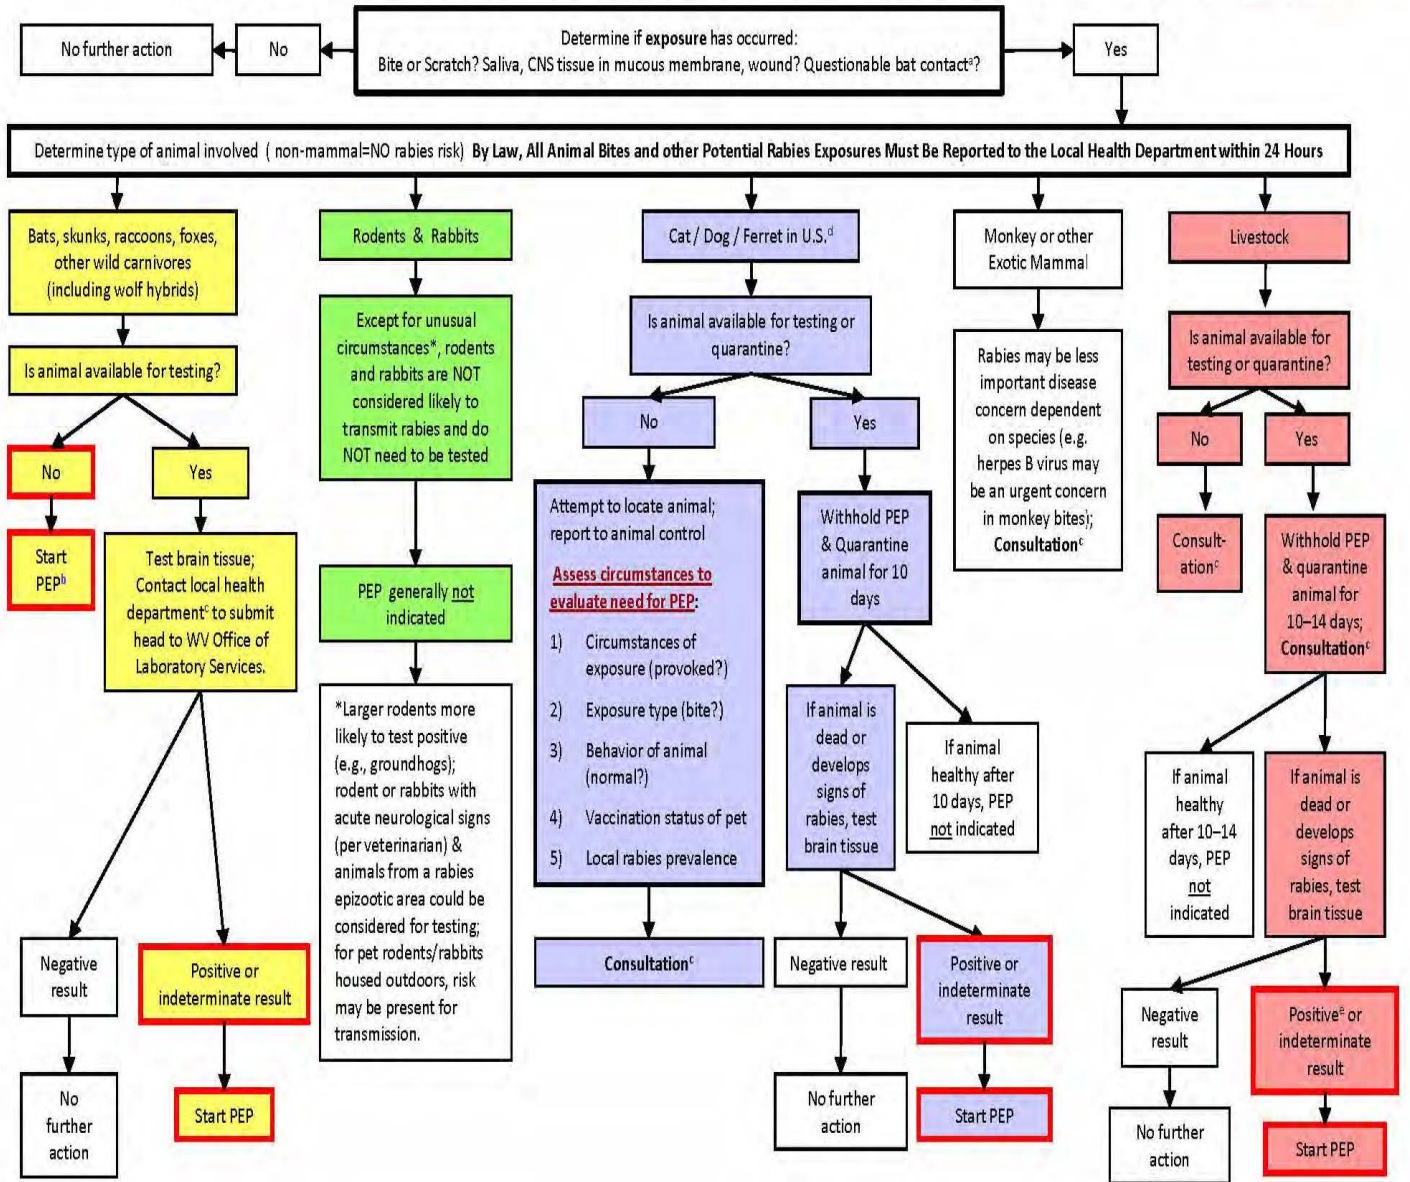 No further action
No
Determine if exposure has occurred:
Bite or Scratch? Saliva, CNS tissue in mucous membrane, wound? Questionable bat contactᵃ?
Yes
Determine type of animal involved ( non-mammal=NO rabies risk) By Law, All Animal Bites and other Potential Rabies Exposures Must Be Reported to the Local Health Department within 24 Hours
Bats, skunks, raccoons, foxes,
other wild carnivores
(including wolf hybrids)
Is animal available for testing?
No
Yes
Start
PEPᵇ
Test brain tissue;
Contact local health
departmentᶜ to submit
head to WV Office of
Laboratory Services.
Negative
result
Positive or
indeterminate result
No
further
action
Start PEP
Rodents & Rabbits
Except for unusual
circumstances*, rodents
and rabbits are NOT
considered likely to
transmit rabies and do
NOT need to be tested
PEP generally not
indicated
*Larger rodents more
likely to test positive
(e.g., groundhogs);
rodent or rabbits with
acute neurological signs
(per veterinarian) &
animals from a rabies
epizootic area could be
considered for testing;
for pet rodents/rabbits
housed outdoors, risk
may be present for
transmission.
Cat / Dog / Ferret in U.S.ᵈ
Is animal available for testing or
quarantine?
No
Yes
Attempt to locate animal;
report to animal control
Assess circumstances to
evaluate need for PEP:
1) Circumstances of
exposure (provoked?)
2) Exposure type (bite?)
3) Behavior of animal
(normal?)
4) Vaccination status of pet
5) Local rabies prevalence
Consultationᶜ
Withhold PEP
& Quarantine
animal for 10
days
If animal is
dead or
develops
signs of
rabies, test
brain tissue
If animal
healthy after
10 days, PEP
not indicated
Negative result
Positive or
indeterminate
result
No further
action
Start PEP
Monkey or other
Exotic Mammal
Rabies may be less
important disease
concern dependent
on species (e.g.
herpes B virus may
be an urgent concern
in monkey bites);
Consultationᶜ
Livestock
Is animal available for
testing or quarantine?
No
Yes
Consult-
ationᶜ
Withhold PEP
& quarantine
animal for
10–14 days;
Consultationᶜ
If animal
healthy
after 10–14
days, PEP
not
indicated
If animal is
dead or
develops
signs of
rabies, test
brain tissue
Negative
result
Positiveᵉ or
indeterminate
result
No further
action
Start PEP